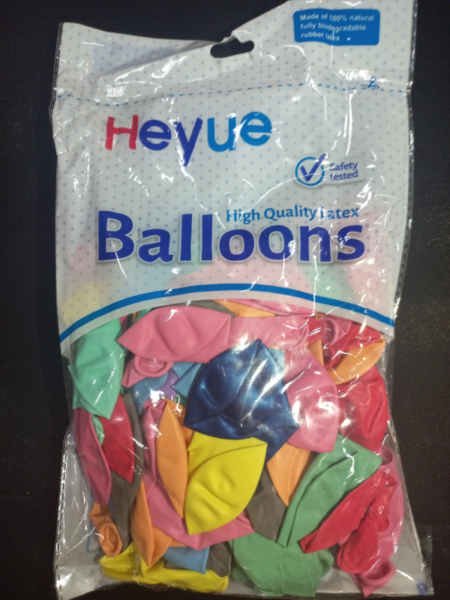 Made of 100% natural
fully biodegradable
rubber latex
Heyue
Safety
tested
High Quality Latex
Balloons